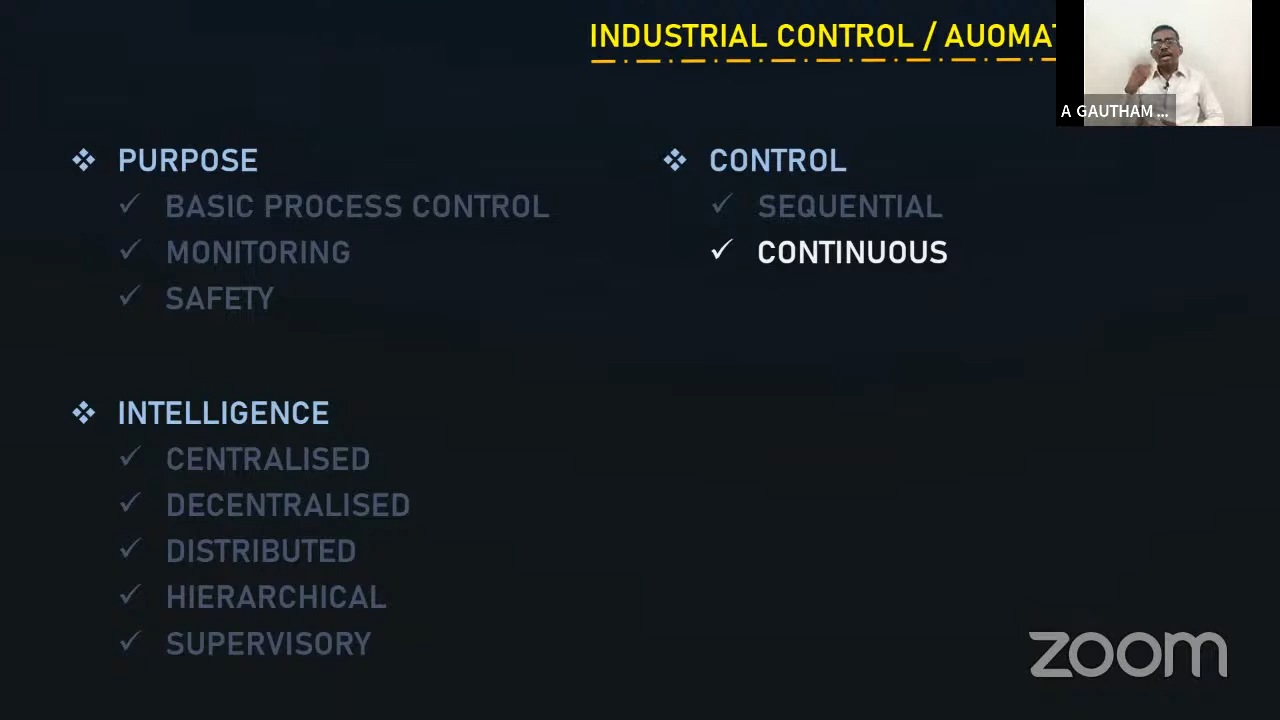 INDUSTRIAL CONTROL / AUOMAT
A GAUTHAM ...
❖ PURPOSE
✓ BASIC PROCESS CONTROL
✓ MONITORING
✓ SAFETY
❖ CONTROL
✓ SEQUENTIAL
✓ CONTINUOUS
❖ INTELLIGENCE
✓ CENTRALISED
✓ DECENTRALISED
✓ DISTRIBUTED
✓ HIERARCHICAL
✓ SUPERVISORY
zoom